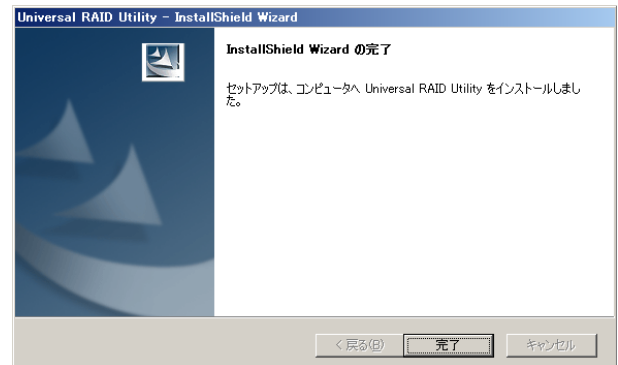 Universal RAID Utility - InstallShield Wizard
InstallShield Wizard の完了
セットアップは、コンピュータへ Universal RAID Utility をインストールしまし
た。
< 戻る(B)
完了
キャンセル